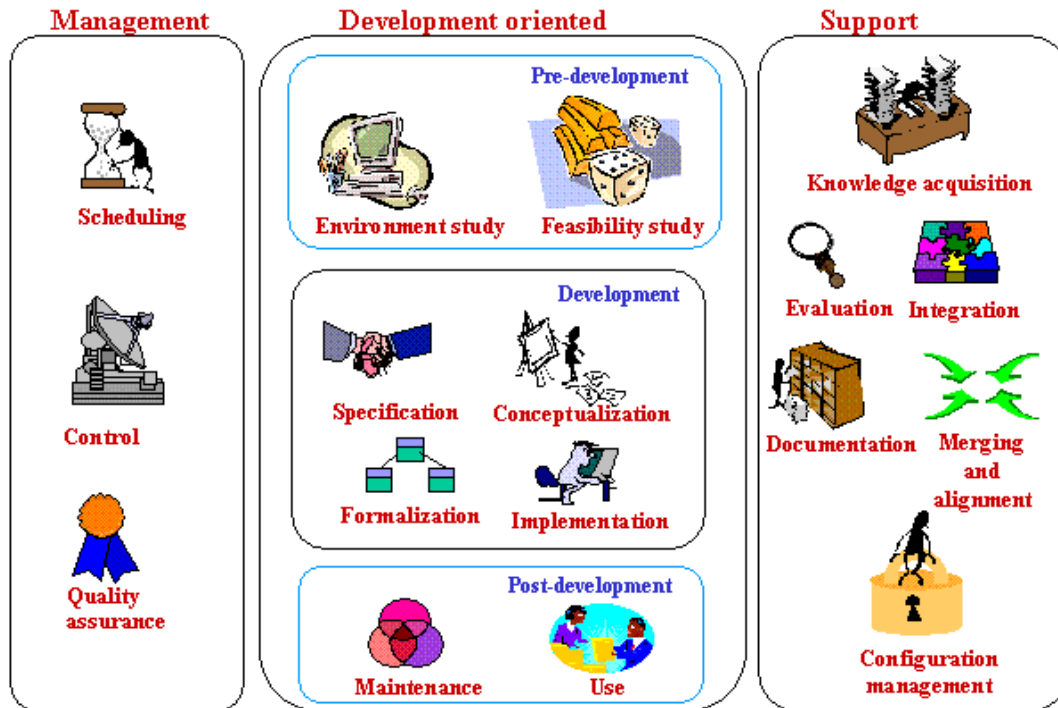 Management
Scheduling
Control
Quality
assurance
Development oriented
Pre-development
Environment study
Feasibility study
Development
Specification
Conceptualization
Formalization
Implementation
Post-development
Maintenance
Use
Support
Knowledge acquisition
Evaluation
Integration
Documentation
Merging
and
alignment
Configuration
management